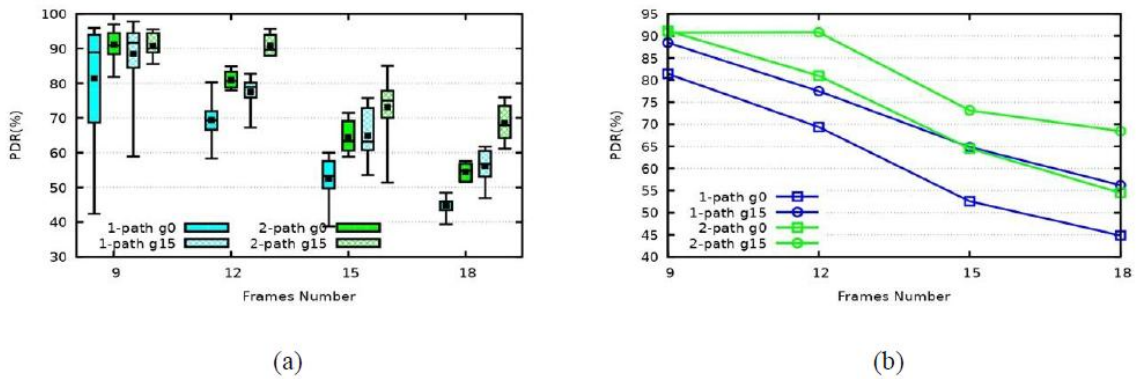 100
90
80
70
60
50
40
30
PDR(%)
1-path g0
1-path g15
2-path g0
2-path g15
9 12 15 18
Frames Number
(a)
95
90
85
80
75
70
65
60
55
50
45
40
PDR(%)
1-path g0
1-path g15
2-path g0
2-path g15
9 12 15 18
Frames Number
(b)